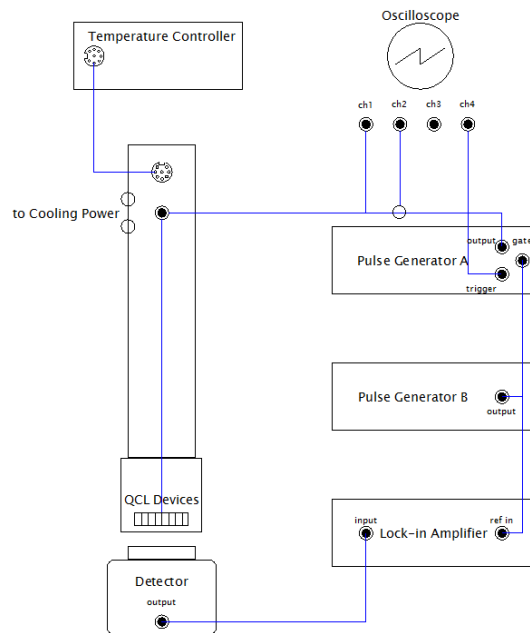 Oscilloscope
Temperature Controller
ch1 ch2 ch3 ch4
to Cooling Power
output gate
Pulse Generator A
trigger
Pulse Generator B
output
QCL Devices
input ref in
Lock-in Amplifier
Detector
output